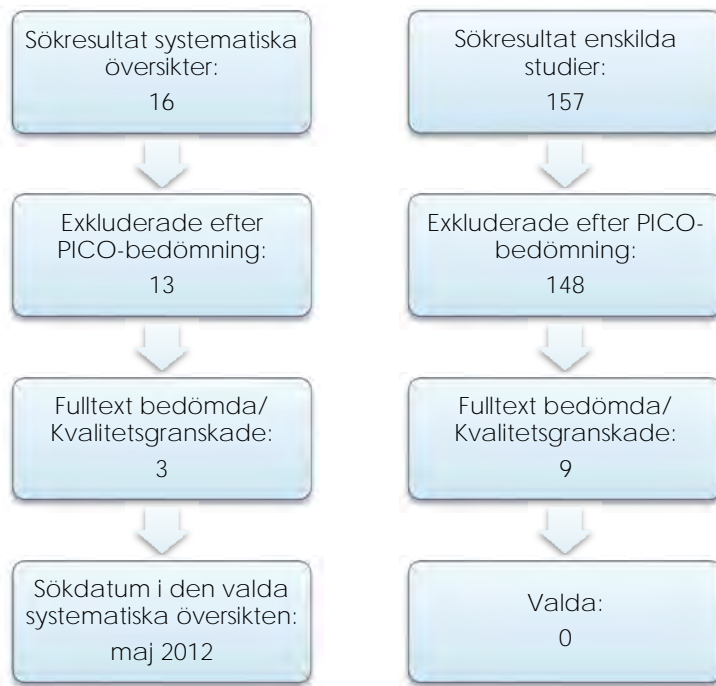 Sökresultat systematiska
översikter:
16
Exkluderade efter
PICO-bedömning:
13
Fulltext bedömda/
Kvalitetsgranskade:
3
Sökdatum i den valda
systematiska översikten:
maj 2012
Sökresultat enskilda
studier:
157
Exkluderade efter PICO-
bedömning:
148
Fulltext bedömda/
Kvalitetsgranskade:
9
Valda:
0